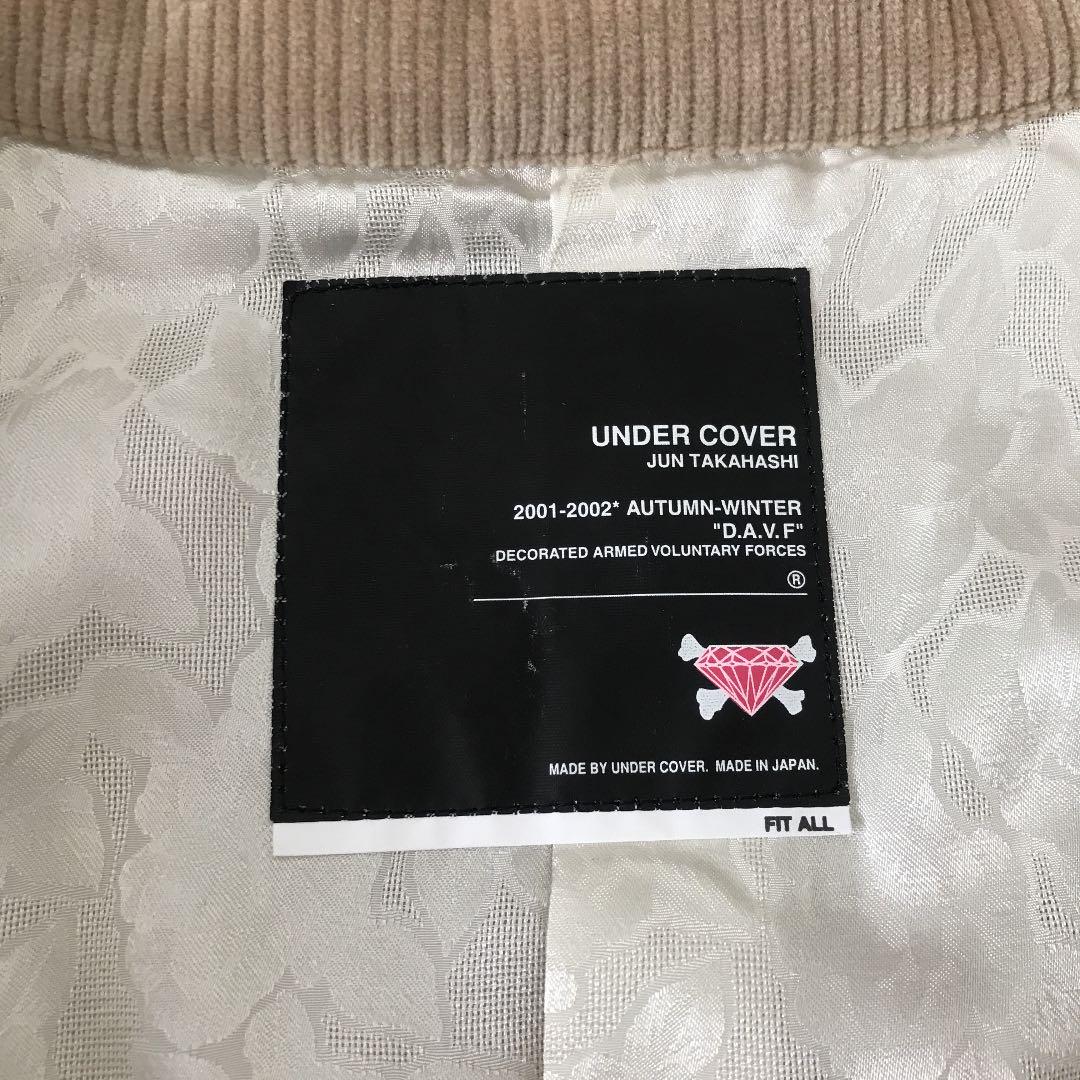 UNDER COVER
JUN TAKAHASHI
2001-2002* AUTUMN-WINTER
"D.A.V.F"
DECORATED ARMED VOLUNTARY FORCES
®
MADE BY UNDER COVER. MADE IN JAPAN.
FIT ALL